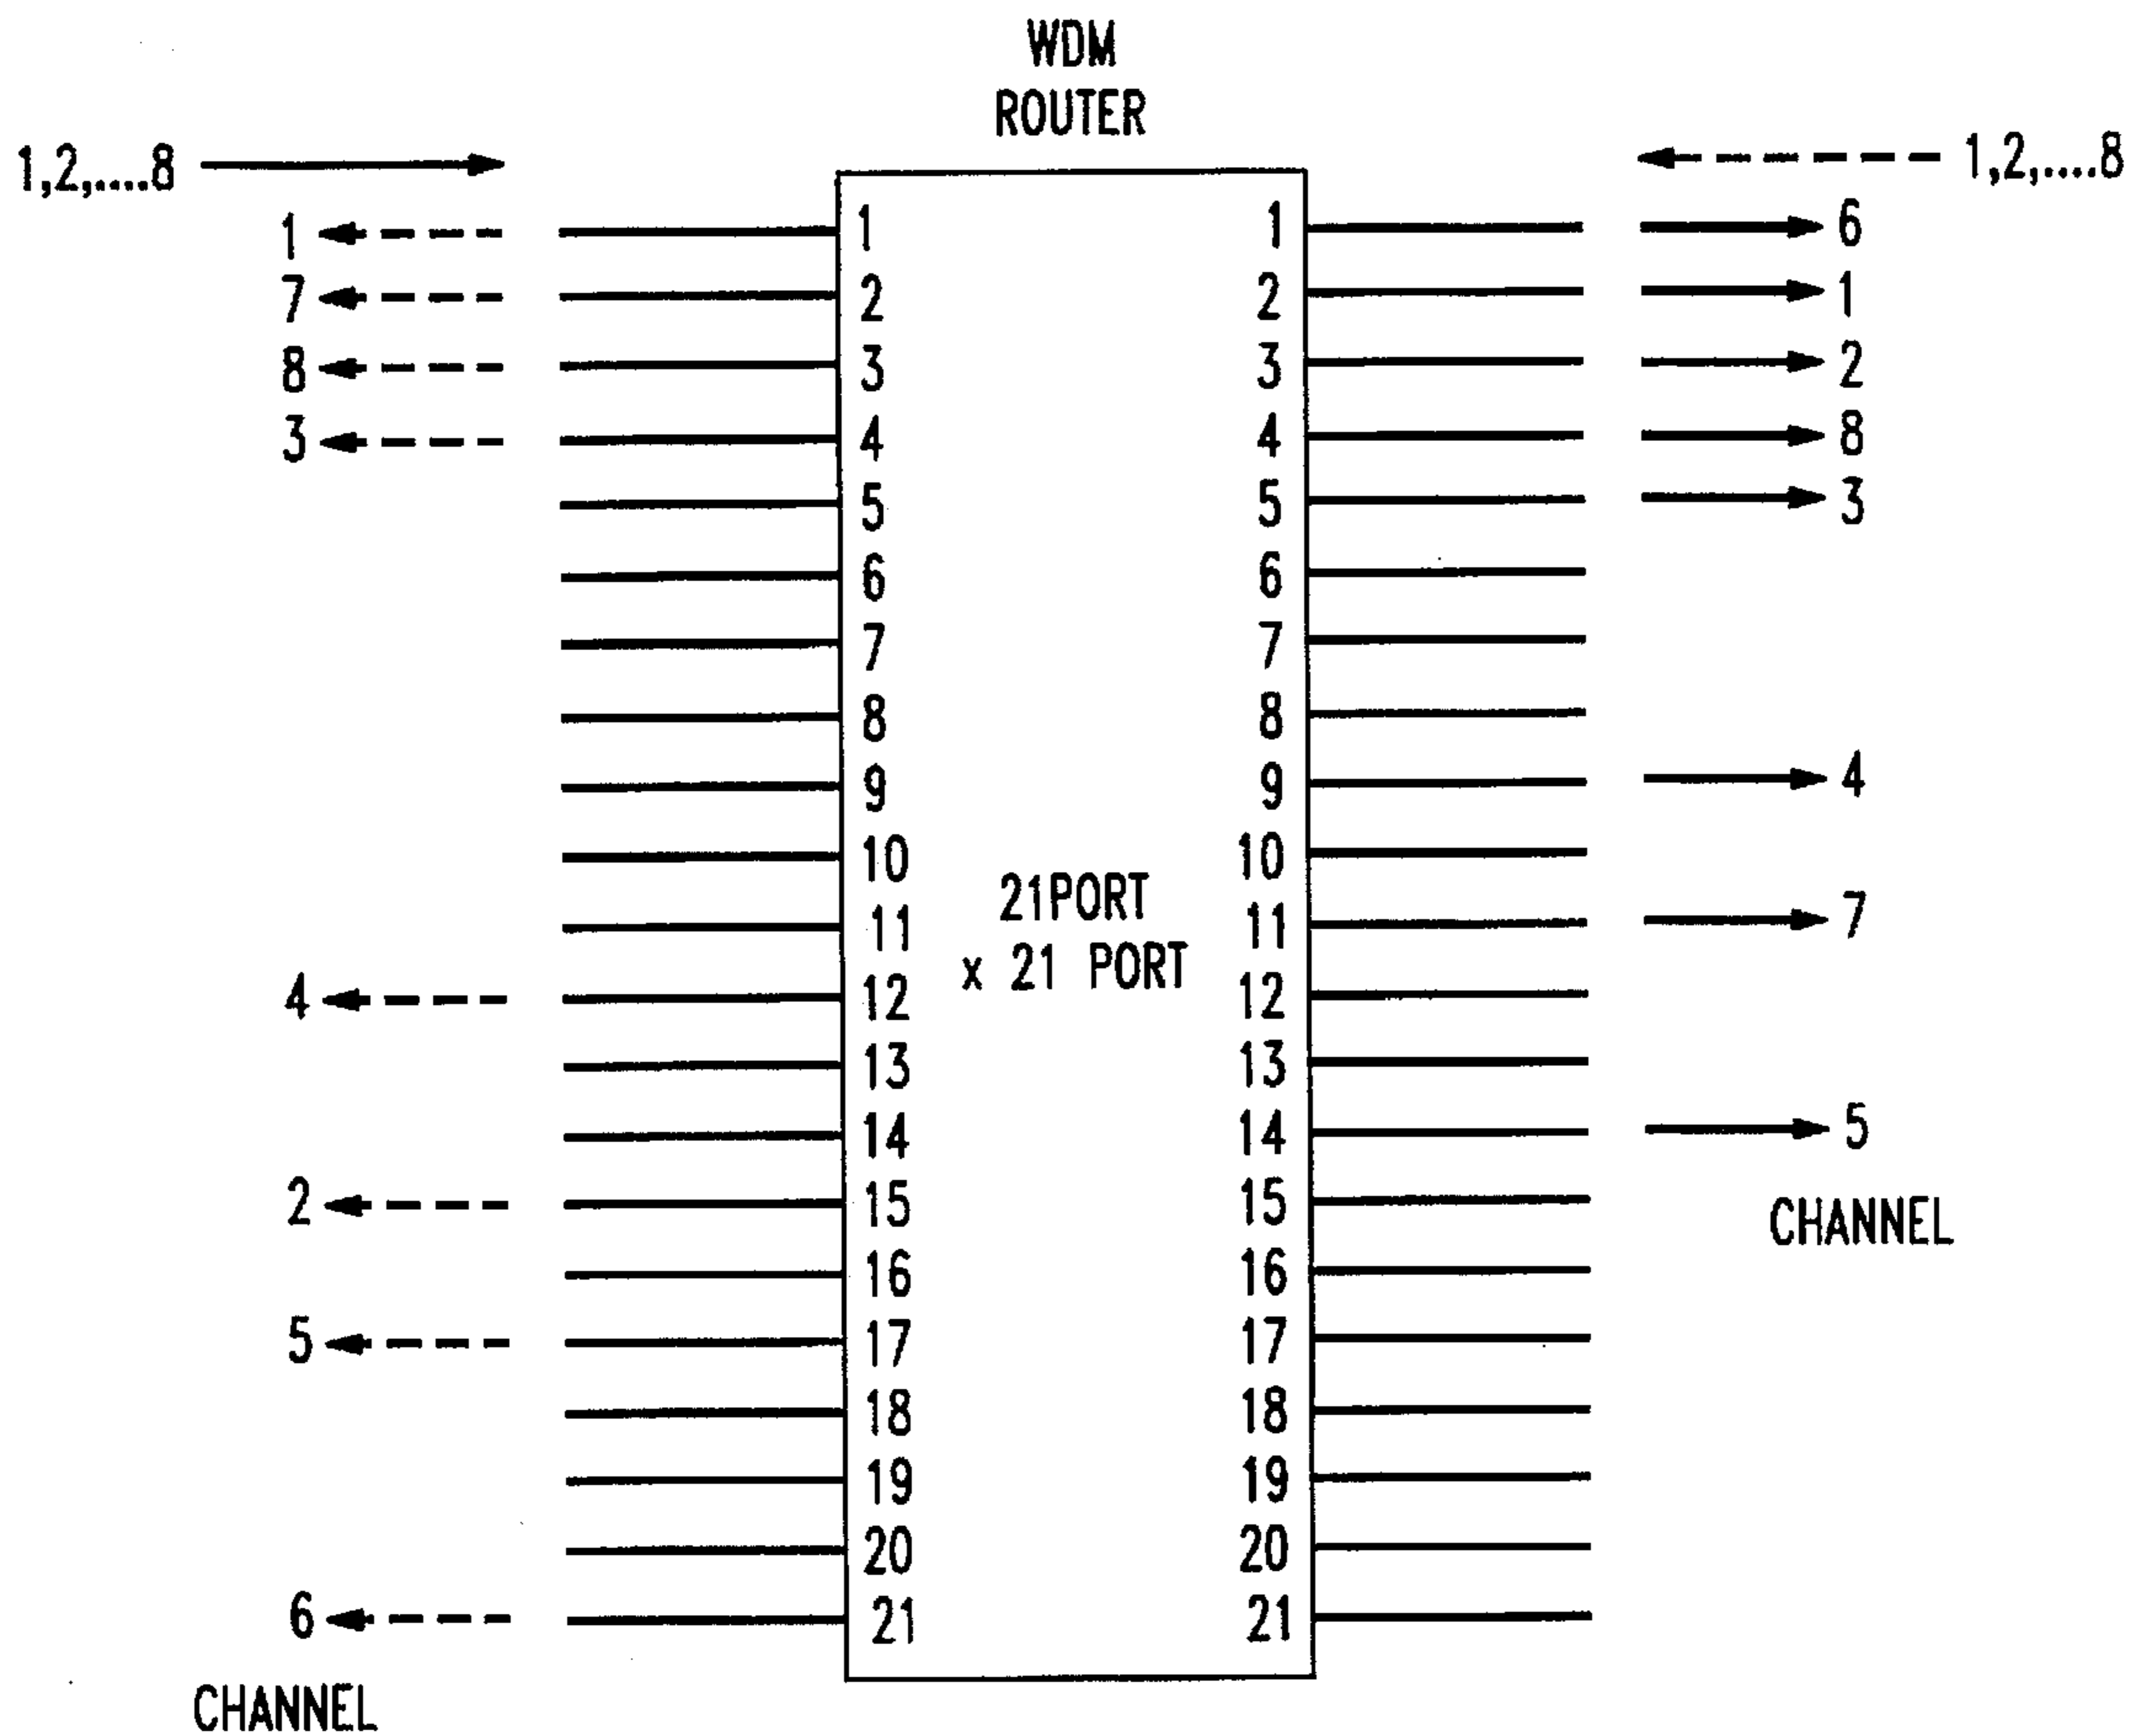 WDM
ROUTER
1,2,....8
1,2,....8
1 1 1 6
7 2 2 1
8 3 3 2
3 4 4 8
5 5 3
6 6
7 7
8 8
9 9 4
10 10
21PORT
11 11 7
x 21 PORT
4 12 12
13 13
14 14 5
2 15 15
CHANNEL
16 16
5 17 17
18 18
19 19
20 20
6 21 21
CHANNEL